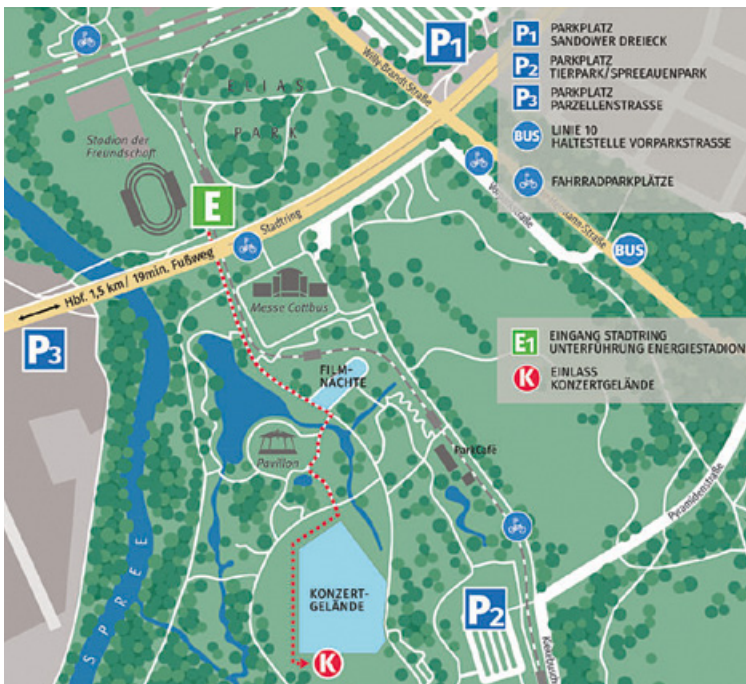 P1
PARKPLATZ
SANDOWER DREIECK
P2
PARKPLATZ
TIERPARK/SPREEAUENPARK
P3
PARKPLATZ
PARZELLENSTRASSE
BUS
LINIE 10
HALTESTELLE VORPARKSTRASSE
FAHRRADPARKPLÄTZE
P1
Willy-Brandt-Straße
ELIAS
PARK
Stadion der
Freundschaft
E
Stadtring
Hbf. 1,5 km/ 19min. Fußweg
BUS
P3
Messe Cottbus
E1
EINGANG STADTRING
UNTERFÜHRUNG ENERGIESTADION
K
EINLASS
KONZERTGELÄNDE
FILM-
NÄCHTE
Pavillon
ParkCafé
Pyramidenstraße
SPREE
KONZERT-
GELÄNDE
P2
K